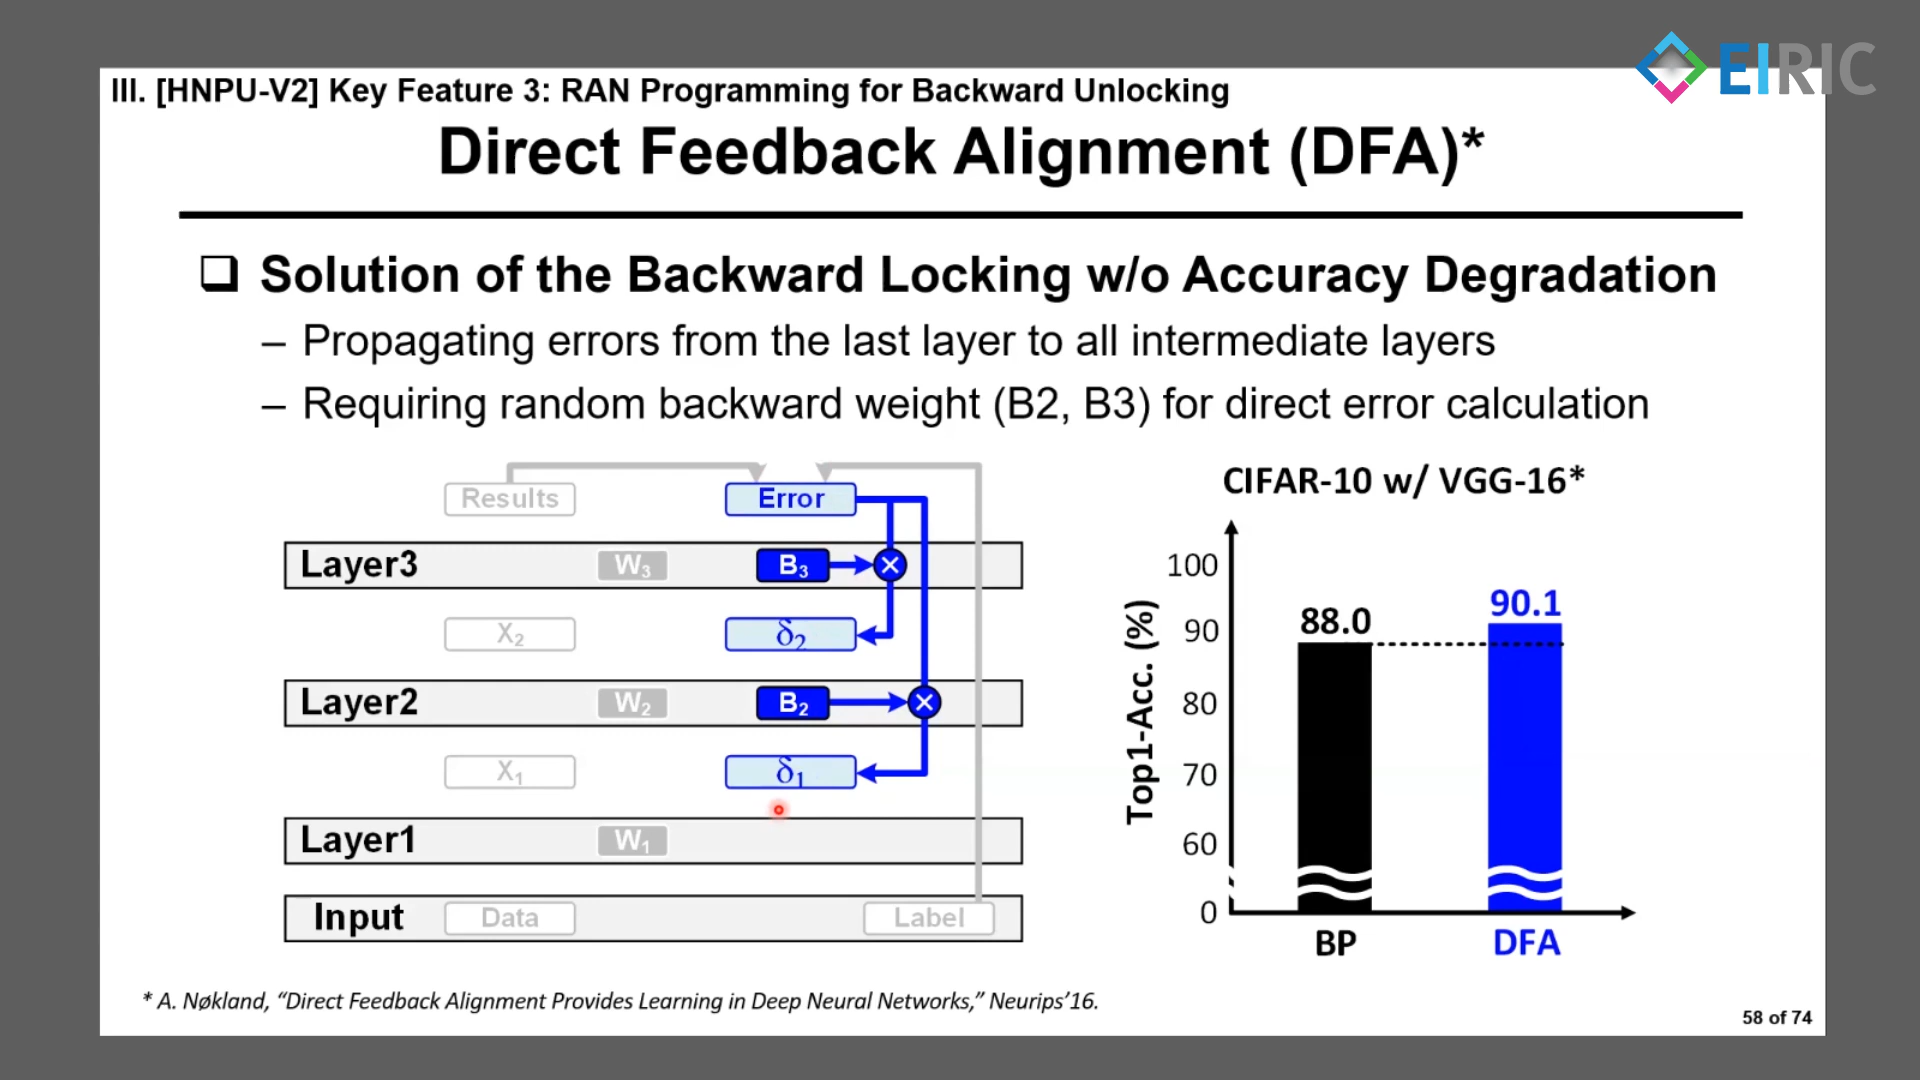 EIRIC
III. [HNPU-V2] Key Feature 3: RAN Programming for Backward Unlocking
Direct Feedback Alignment (DFA)*
❑ Solution of the Backward Locking w/o Accuracy Degradation
– Propagating errors from the last layer to all intermediate layers
– Requiring random backward weight (B2, B3) for direct error calculation
Results
Error
Layer3
W₃
B₃
X₂
δ₂
Layer2
W₂
B₂
X₁
δ₁
Layer1
W₁
Input
Data
Label
CIFAR-10 w/ VGG-16*
Top1-Acc. (%)
100
90
80
70
60
0
88.0
90.1
BP
DFA
* A. Nøkland, “Direct Feedback Alignment Provides Learning in Deep Neural Networks,” Neurips’16.
58 of 74